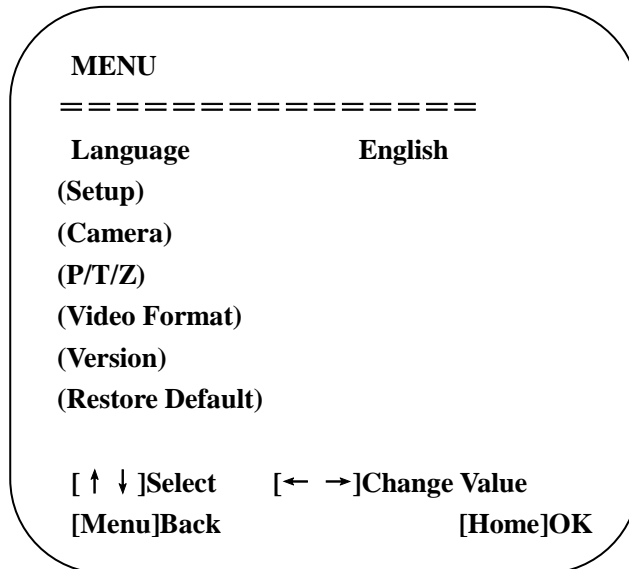 MENU
===============
Language English
(Setup)
(Camera)
(P/T/Z)
(Video Format)
(Version)
(Restore Default)
[↑ ↓]Select [← →]Change Value
[Menu]Back [Home]OK